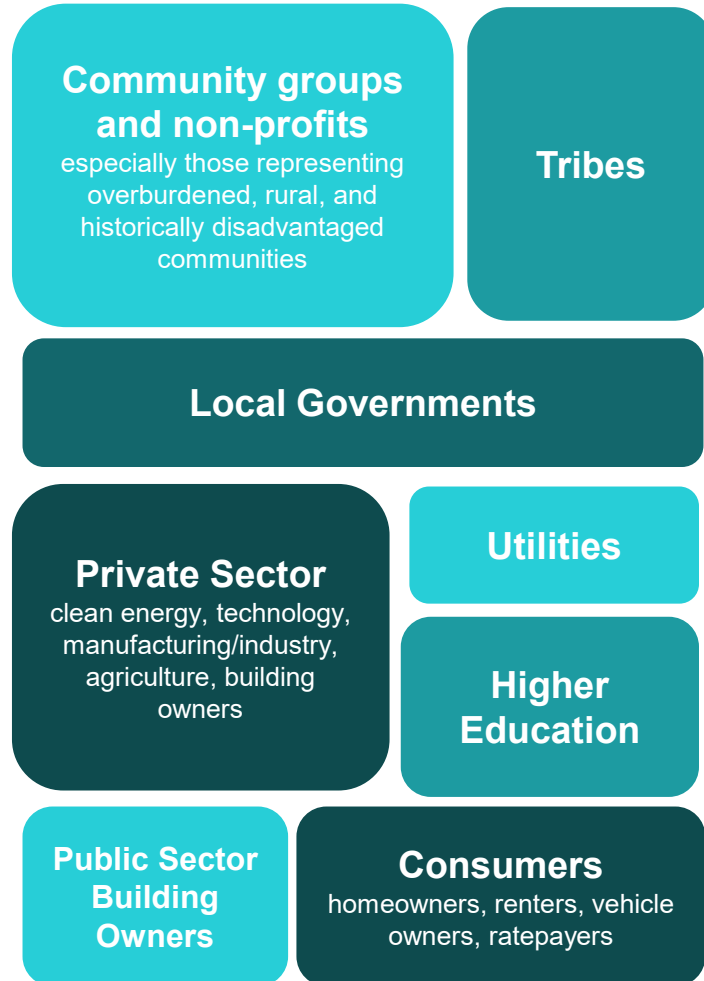 Community groups
and non-profits
especially those representing
overburdened, rural, and
historically disadvantaged
communities
Tribes
Local Governments
Private Sector
clean energy, technology,
manufacturing/industry,
agriculture, building
owners
Utilities
Higher
Education
Public Sector
Building
Owners
Consumers
homeowners, renters, vehicle
owners, ratepayers